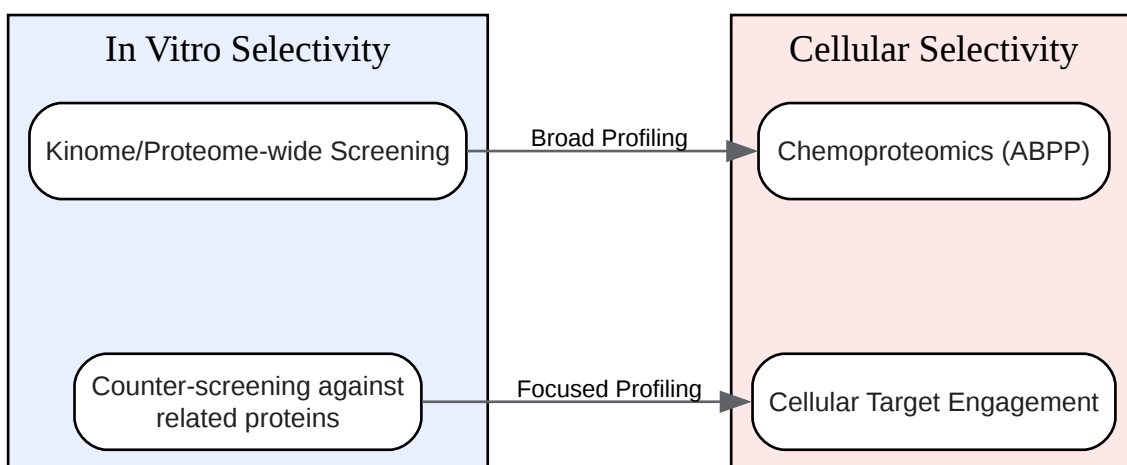 In Vitro Selectivity
Cellular Selectivity
Kinome/Proteome-wide Screening
Broad Profiling
Chemoproteomics (ABPP)
Counter-screening against
related proteins
Focused Profiling
Cellular Target Engagement